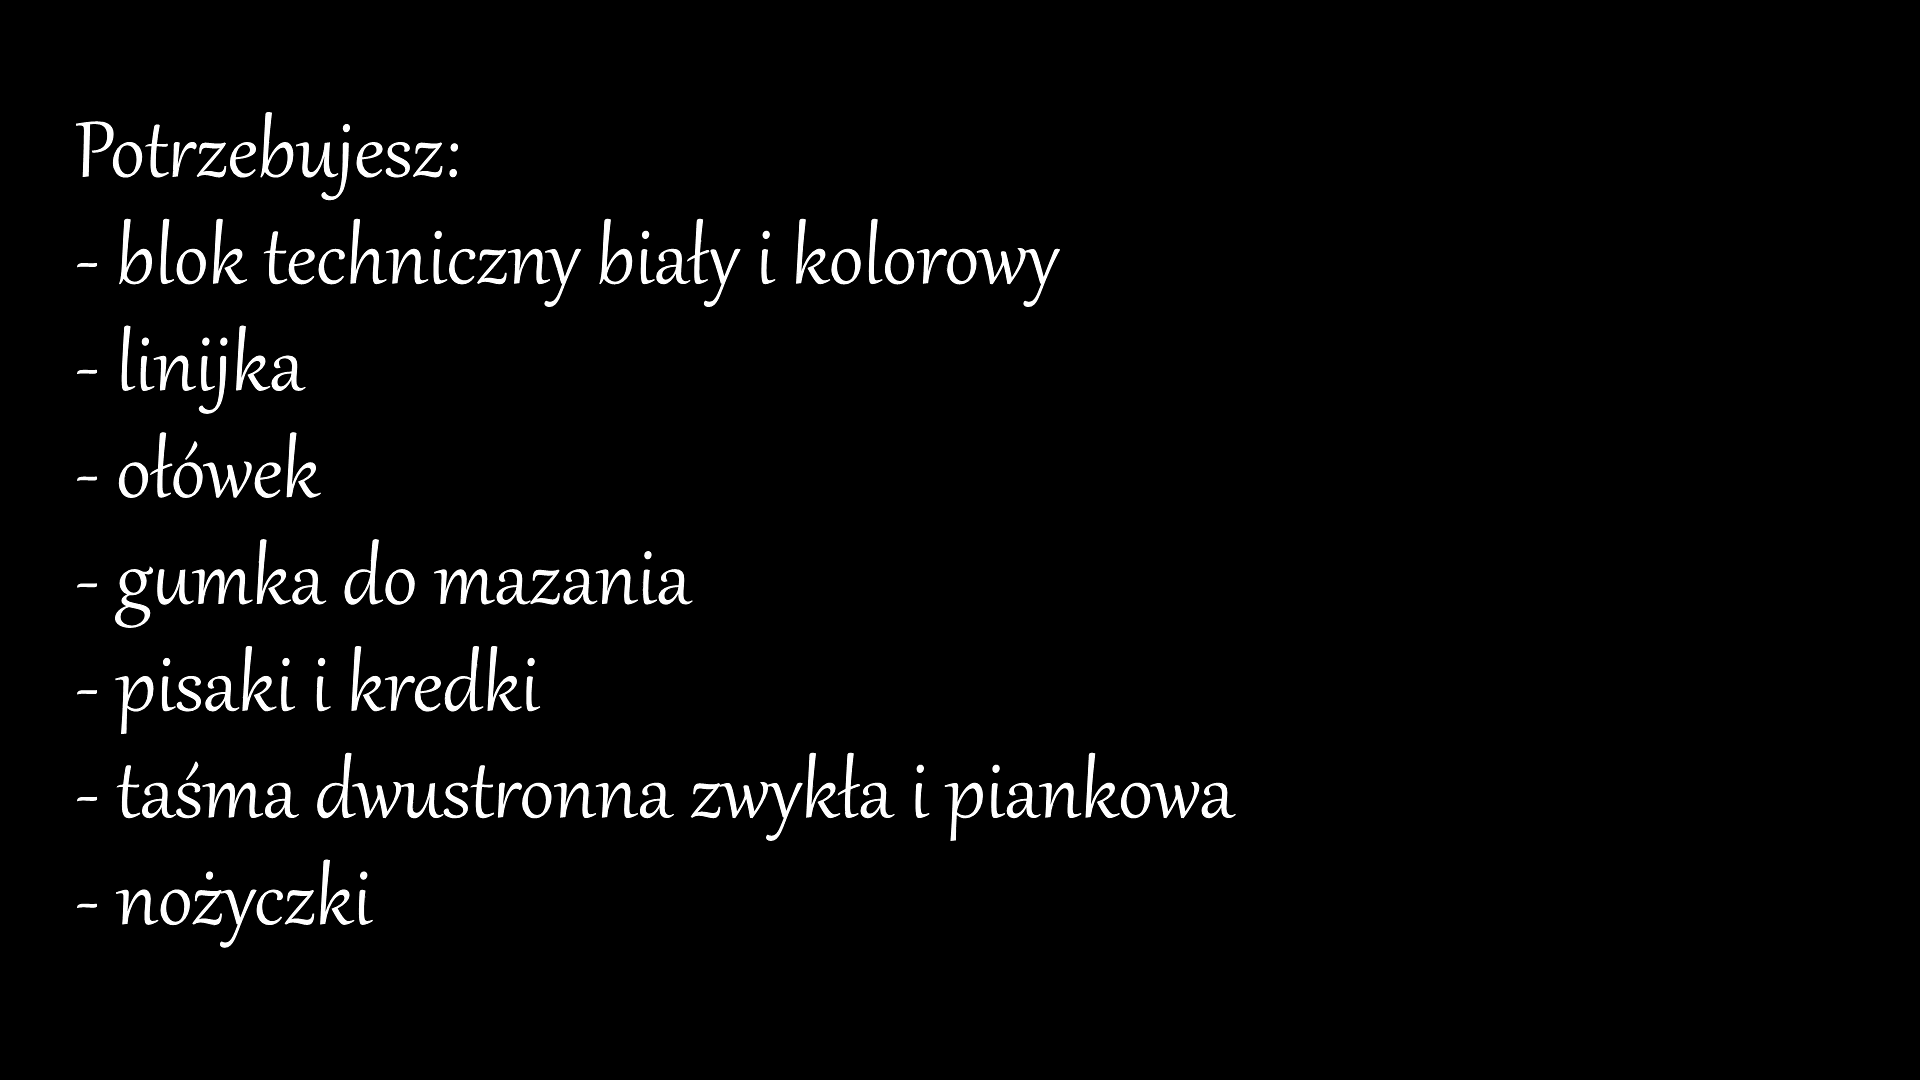 Potrzebujesz:
- blok techniczny biały i kolorowy
- linijka
- ołówek
- gumka do mazania
- pisaki i kredki
- taśma dwustronna zwykła i piankowa
- nożyczki